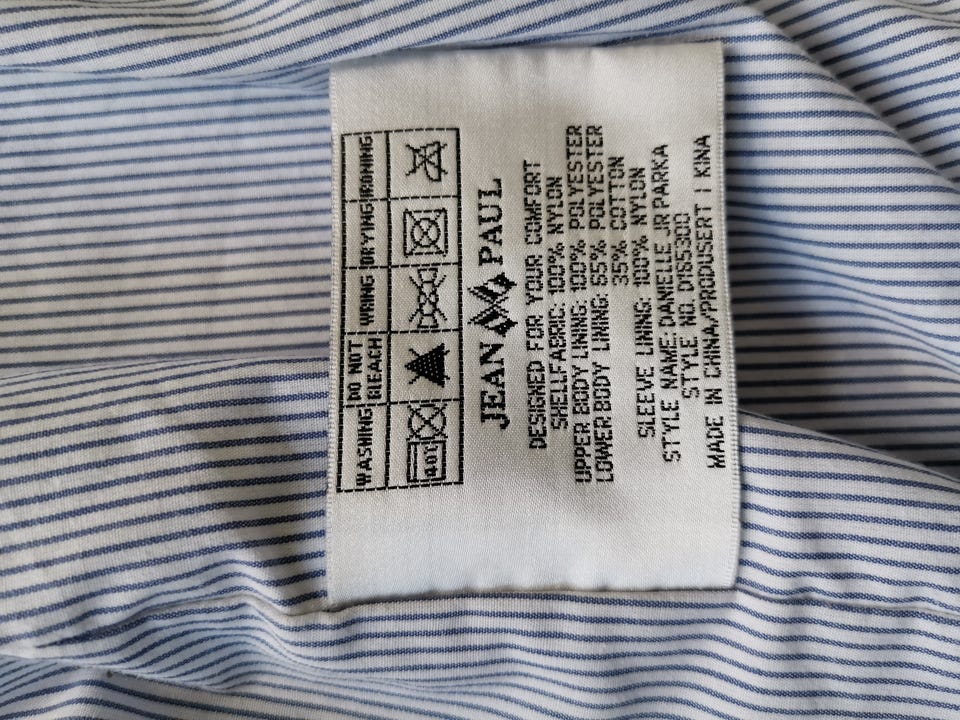 WASHING DO NOT BLEACH WRING DRYING IRONING
JEAN PAUL
DESIGNED FOR YOUR COMFORT
SHELLFABRIC: 100% NYLON
UPPER BODY LINING: 100% POLYESTER
LOWER BODY LINING: 65% POLYESTER
35% COTTON
SLEEVE LINING: 100% NYLON
STYLE NAME: DANIELLE JR PARKA
STYLE NO. D155300
MADE IN CHINA/PRODUSERT I KINA